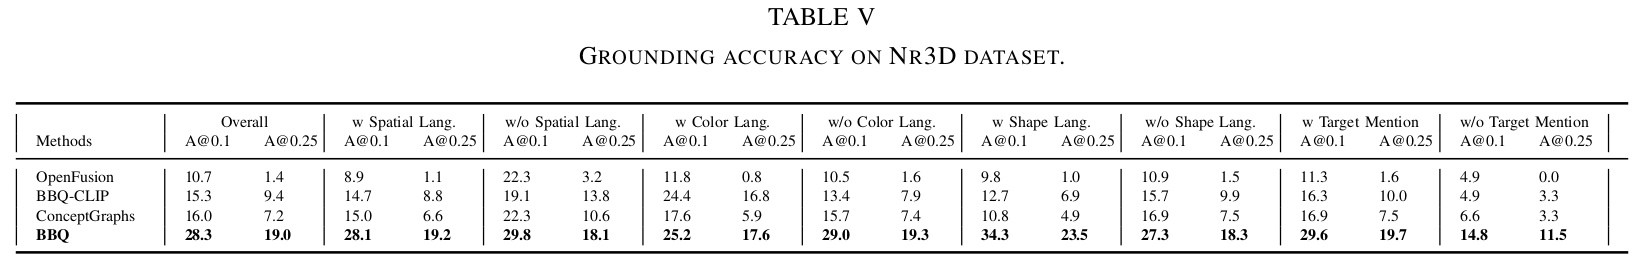 TABLE V
GROUNDING ACCURACY ON NR3D DATASET.
Overall w Spatial Lang. w/o Spatial Lang. w Color Lang. w/o Color Lang. w Shape Lang. w/o Shape Lang. w Target Mention w/o Target Mention
Methods A@0.1 A@0.25 A@0.1 A@0.25 A@0.1 A@0.25 A@0.1 A@0.25 A@0.1 A@0.25 A@0.1 A@0.25 A@0.1 A@0.25 A@0.1 A@0.25 A@0.1 A@0.25
OpenFusion 10.7 1.4 8.9 1.1 22.3 3.2 11.8 0.8 10.5 1.6 9.8 1.0 10.9 1.5 11.3 1.6 4.9 0.0
BBQ-CLIP 15.3 9.4 14.7 8.8 19.1 13.8 24.4 16.8 13.4 7.9 12.7 6.9 15.7 9.9 16.3 10.0 4.9 3.3
ConceptGraphs 16.0 7.2 15.0 6.6 22.3 10.6 17.6 5.9 15.7 7.4 10.8 4.9 16.9 7.5 16.9 7.5 6.6 3.3
BBQ 28.3 19.0 28.1 19.2 29.8 18.1 25.2 17.6 29.0 19.3 34.3 23.5 27.3 18.3 29.6 19.7 14.8 11.5